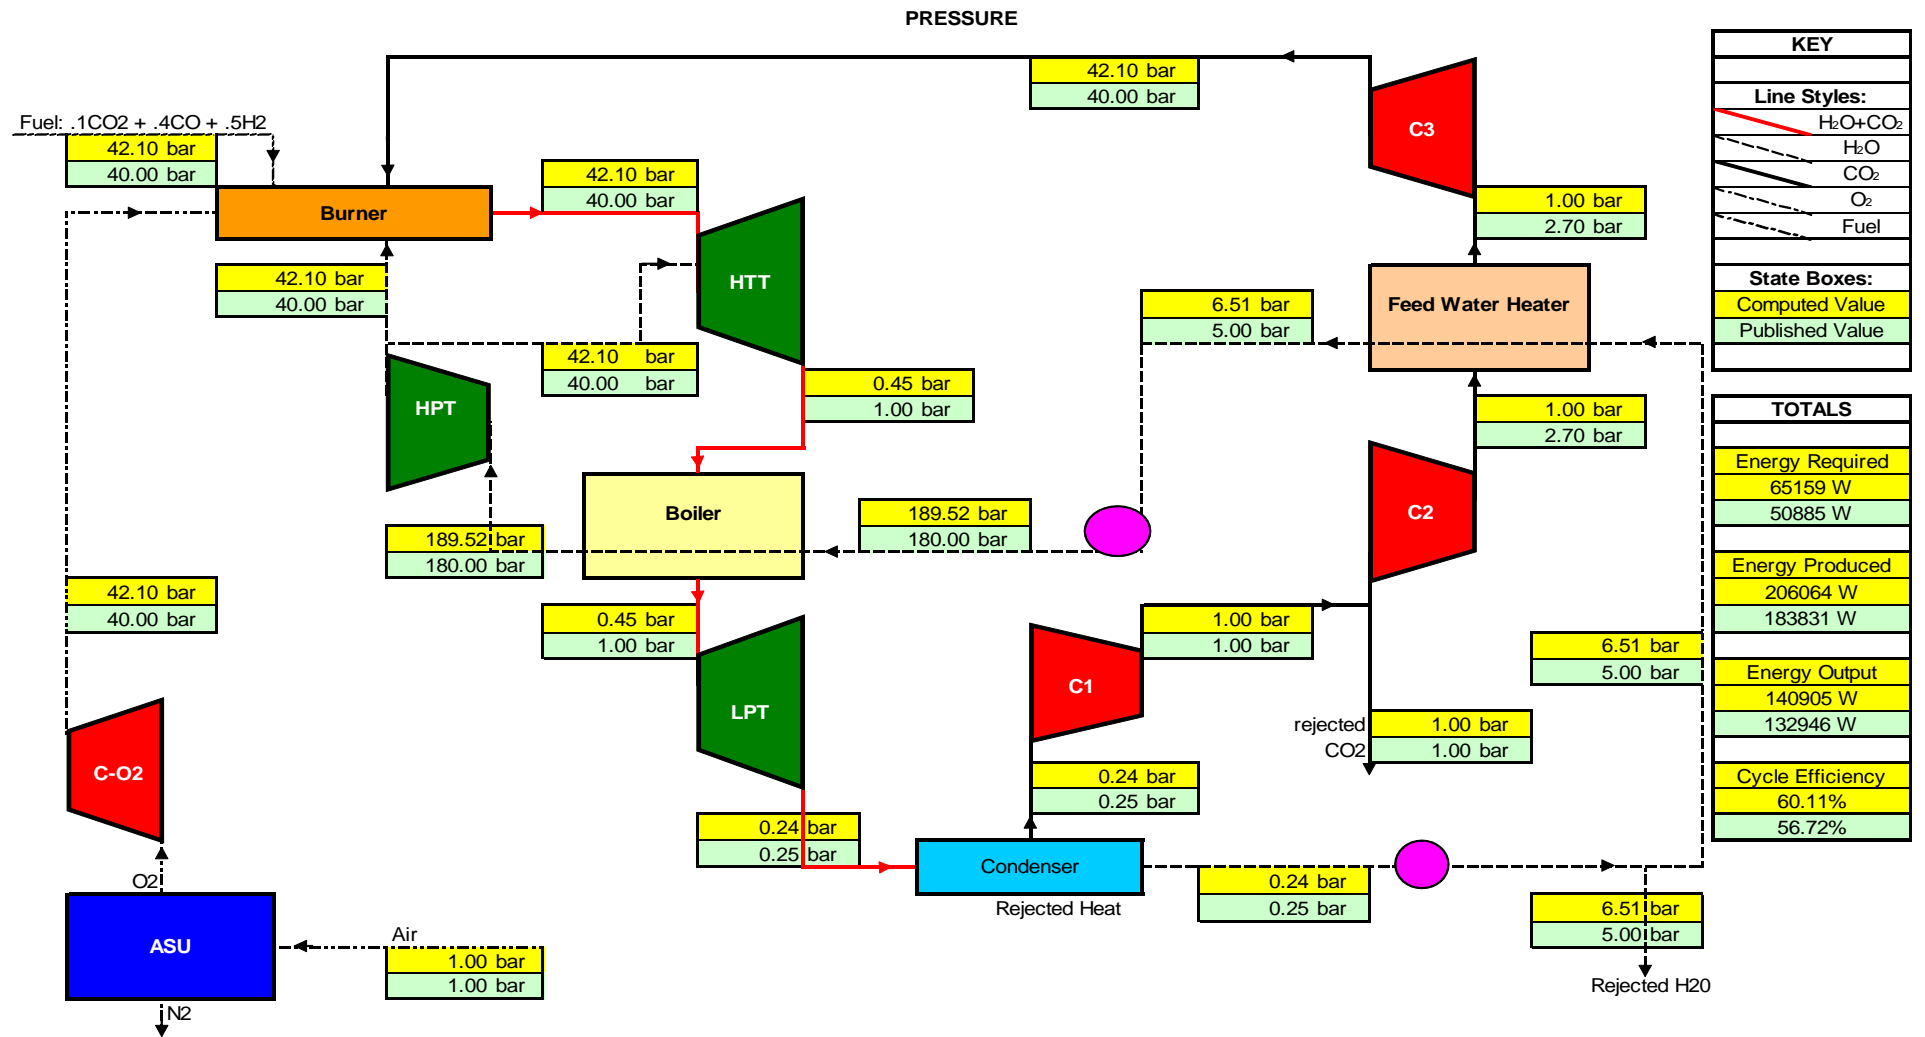 PRESSURE
KEY
Line Styles:
H2O+CO2
H2O
CO2
O2
Fuel
State Boxes:
Computed Value
Published Value
TOTALS
Energy Required
65159 W
50885 W
Energy Produced
206064 W
183831 W
Energy Output
140905 W
132946 W
Cycle Efficiency
60.11%
56.72%
42.10 bar
40.00 bar
C3
Fuel: .1CO2 + .4CO + .5H2
42.10 bar
40.00 bar
42.10 bar
40.00 bar
Burner
1.00 bar
2.70 bar
42.10 bar
40.00 bar
HTT
Feed Water Heater
6.51 bar
5.00 bar
42.10 bar
40.00 bar
HPT
0.45 bar
1.00 bar
1.00 bar
2.70 bar
Boiler
189.52 bar
180.00 bar
C2
189.52 bar
180.00 bar
42.10 bar
40.00 bar
0.45 bar
1.00 bar
1.00 bar
1.00 bar
6.51 bar
5.00 bar
C1
LPT
rejected
CO2
1.00 bar
1.00 bar
C-O2
0.24 bar
0.25 bar
0.24 bar
0.25 bar
Condenser
Rejected Heat
0.24 bar
0.25 bar
O2
6.51 bar
5.00 bar
ASU
Air
1.00 bar
1.00 bar
Rejected H20
N2